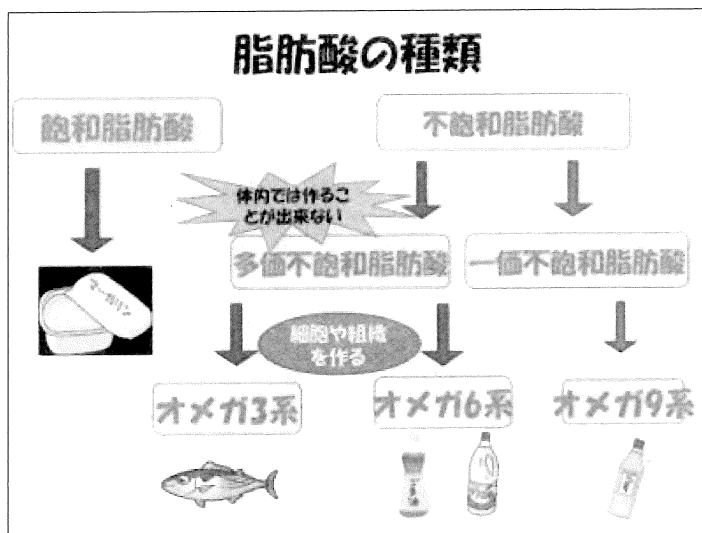 脂肪酸の種類
飽和脂肪酸
不飽和脂肪酸
体内では作るこ
とが出来ない
多価不飽和脂肪酸
一価不飽和脂肪酸
マーガリン
細胞や組織
を作る
オメガ3系
オメガ6系
オメガ9系